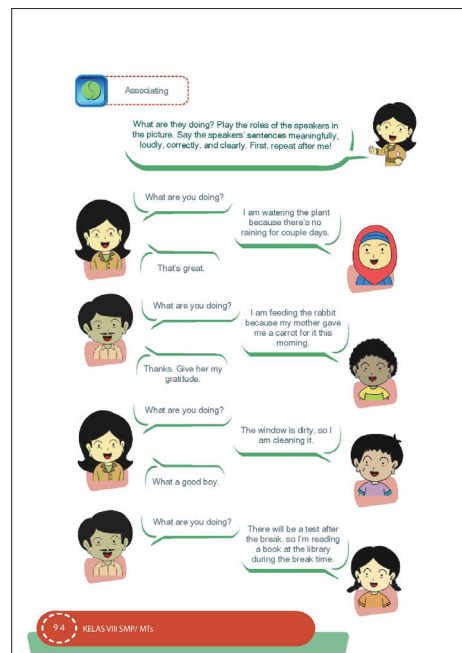 Associating
What are they doing? Play the roles of the speakers in
the picture. Say the speakers' sentences meaningfully,
loudly, correctly, and clearly. First, repeat after me!
What are you doing?
I am watering the plant
because there's no
raining for couple days.
That's great.
What are you doing?
I am feeding the rabbit
because my mother gave
me a carrot for it this
morning.
Thanks. Give her my
gratitude.
What are you doing?
The window is dirty, so I
am cleaning it.
What a good boy.
What are you doing?
There will be a test after
the break, so I'm reading
a book at the library
during the break time.
94 KELAS VIII SMP/ MTs